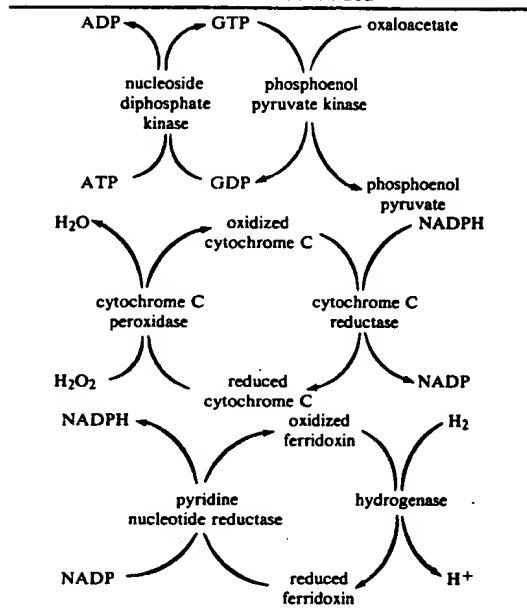 ADP GTP oxaloacetate
nucleoside
diphosphate
kinase
phosphoenol
pyruvate kinase
ATP GDP phosphoenol
pyruvate
H₂O oxidized
cytochrome C
NADPH
cytochrome C
peroxidase
cytochrome C
reductase
H₂O₂ reduced
cytochrome C
NADP
NADPH oxidized
ferridoxin
H₂
pyridine
nucleotide reductase
hydrogenase
NADP reduced
ferridoxin
H⁺